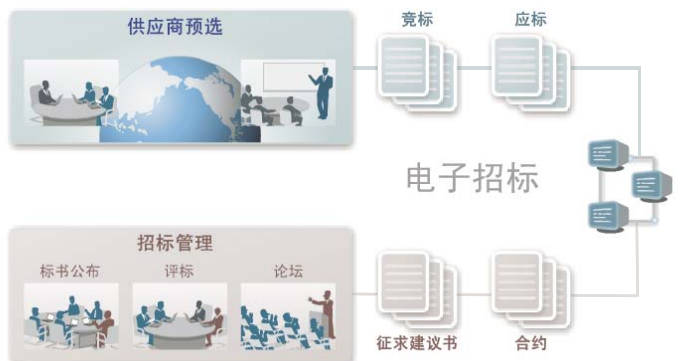 供应商预选
竞标
应标
电子招标
招标管理
标书公布
评标
论坛
征求建议书
合约